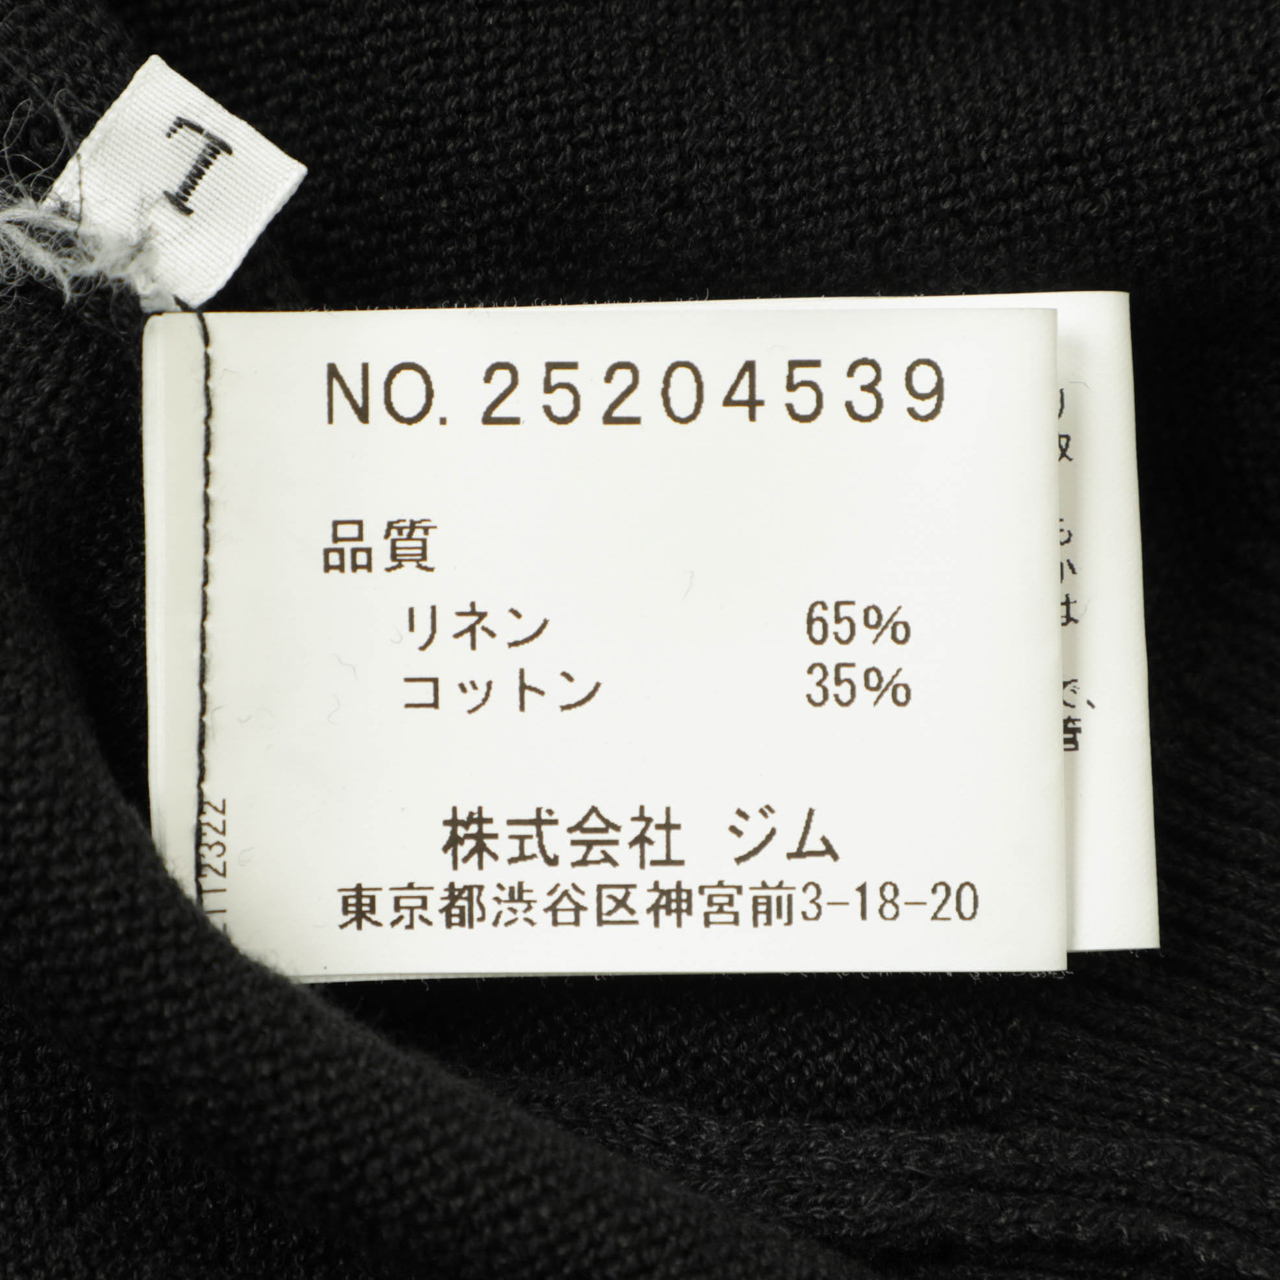 L
NO. 25204539
品質
リネン 65%
コットン 35%
株式会社 ジム
東京都渋谷区神宮前3-18-20
112322